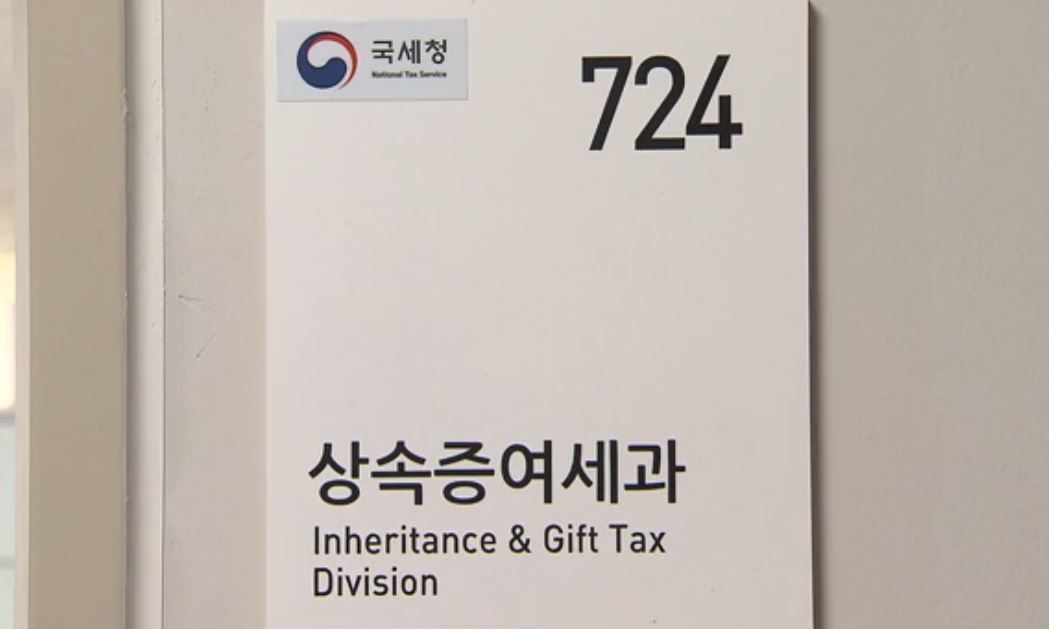 국세청
National Tax Service
724
상속증여세과
Inheritance & Gift Tax
Division